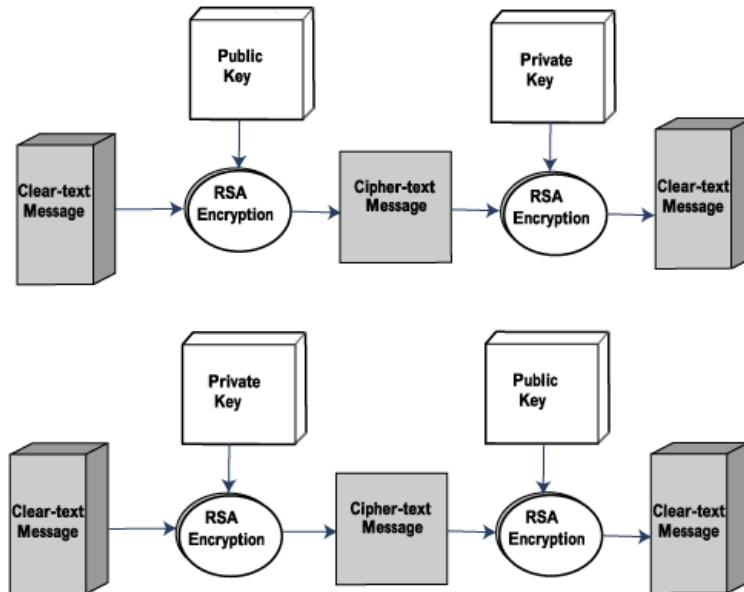 Public
Key
Private
Key
Clear-text
Message
RSA
Encryption
Cipher-text
Message
RSA
Encryption
Clear-text
Message
Private
Key
Public
Key
Clear-text
Message
RSA
Encryption
Cipher-text
Message
RSA
Encryption
Clear-text
Message